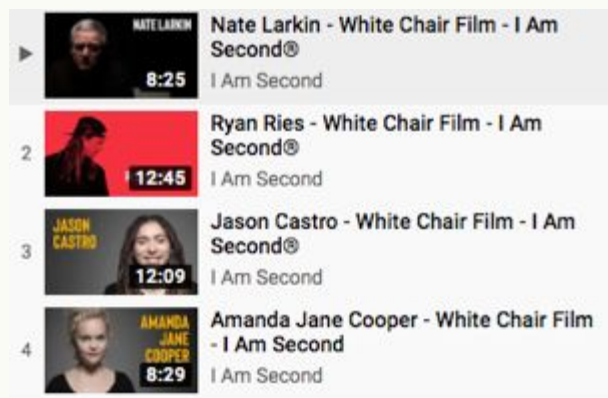 NATE LARKIN
8:25
Nate Larkin - White Chair Film - I Am
Second®
I Am Second
2
12:45
Ryan Ries - White Chair Film - I Am
Second®
I Am Second
3
JASON
CASTRO
12:09
Jason Castro - White Chair Film - I Am
Second®
I Am Second
4
AMANDA
JANE
COOPER
8:29
Amanda Jane Cooper - White Chair Film
- I Am Second
I Am Second